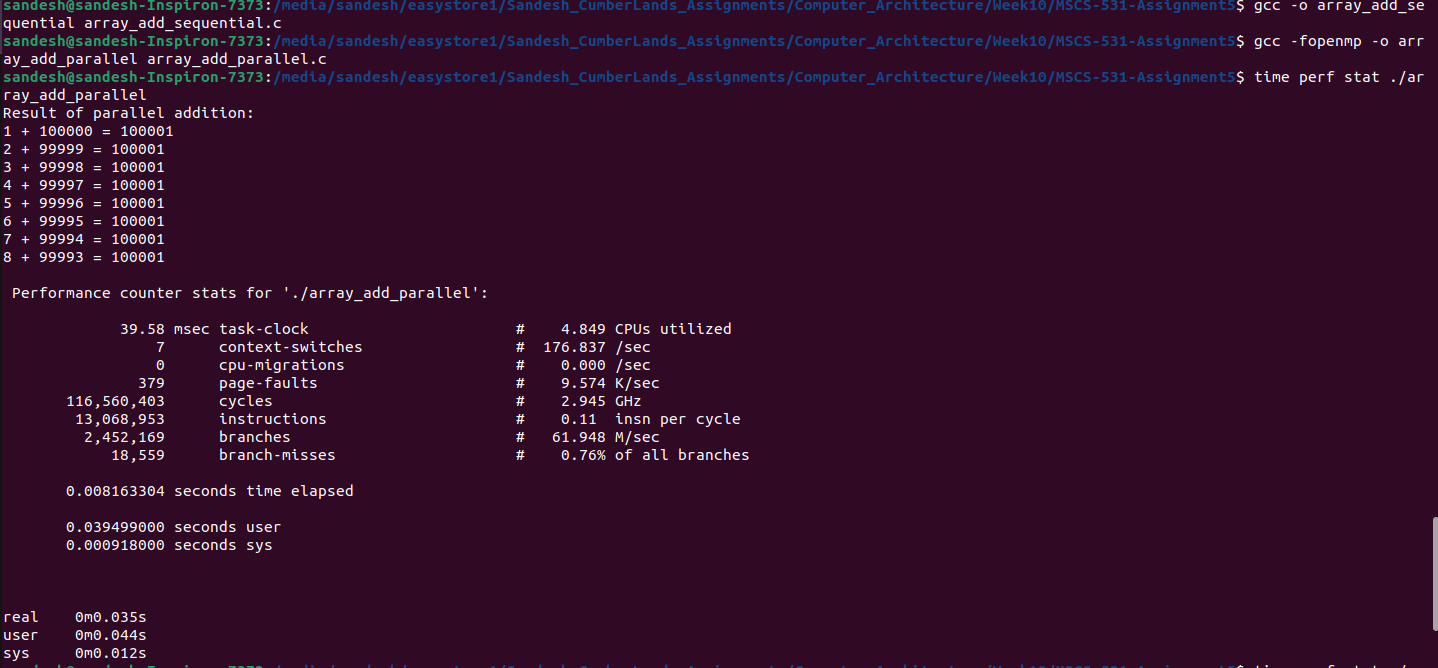 sandesh@sandesh-Inspiron-7373:/media/sandesh/easystore1/Sandesh_CumberLands_Assignments/Computer_Architecture/Week10/MSCS-531-Assignment5$ gcc -o array_add_se
quential array_add_sequential.c
sandesh@sandesh-Inspiron-7373:/media/sandesh/easystore1/Sandesh_CumberLands_Assignments/Computer_Architecture/Week10/MSCS-531-Assignment5$ gcc -fopenmp -o arr
ay_add_parallel array_add_parallel.c
sandesh@sandesh-Inspiron-7373:/media/sandesh/easystore1/Sandesh_CumberLands_Assignments/Computer_Architecture/Week10/MSCS-531-Assignment5$ time perf stat ./ar
ray_add_parallel
Result of parallel addition:
1 + 100000 = 100001
2 + 99999 = 100001
3 + 99998 = 100001
4 + 99997 = 100001
5 + 99996 = 100001
6 + 99995 = 100001
7 + 99994 = 100001
8 + 99993 = 100001
Performance counter stats for './array_add_parallel':
39.58 msec task-clock # 4.849 CPUs utilized
7 context-switches # 176.837 /sec
0 cpu-migrations # 0.000 /sec
379 page-faults # 9.574 K/sec
116,560,403 cycles # 2.945 GHz
13,068,953 instructions # 0.11 insn per cycle
2,452,169 branches # 61.948 M/sec
18,559 branch-misses # 0.76% of all branches
0.008163304 seconds time elapsed
0.039499000 seconds user
0.000918000 seconds sys
real 0m0.035s
user 0m0.044s
sys 0m0.012s